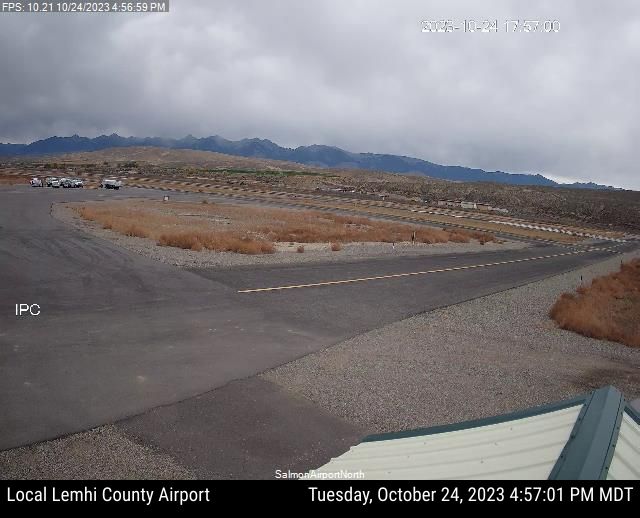 FPS: 10.21 10/24/2023 4:56:59 PM
2023-10-24 17:57:00
IPC
SalmonAirportNorth
Local Lemhi County Airport Tuesday, October 24, 2023 4:57:01 PM MDT